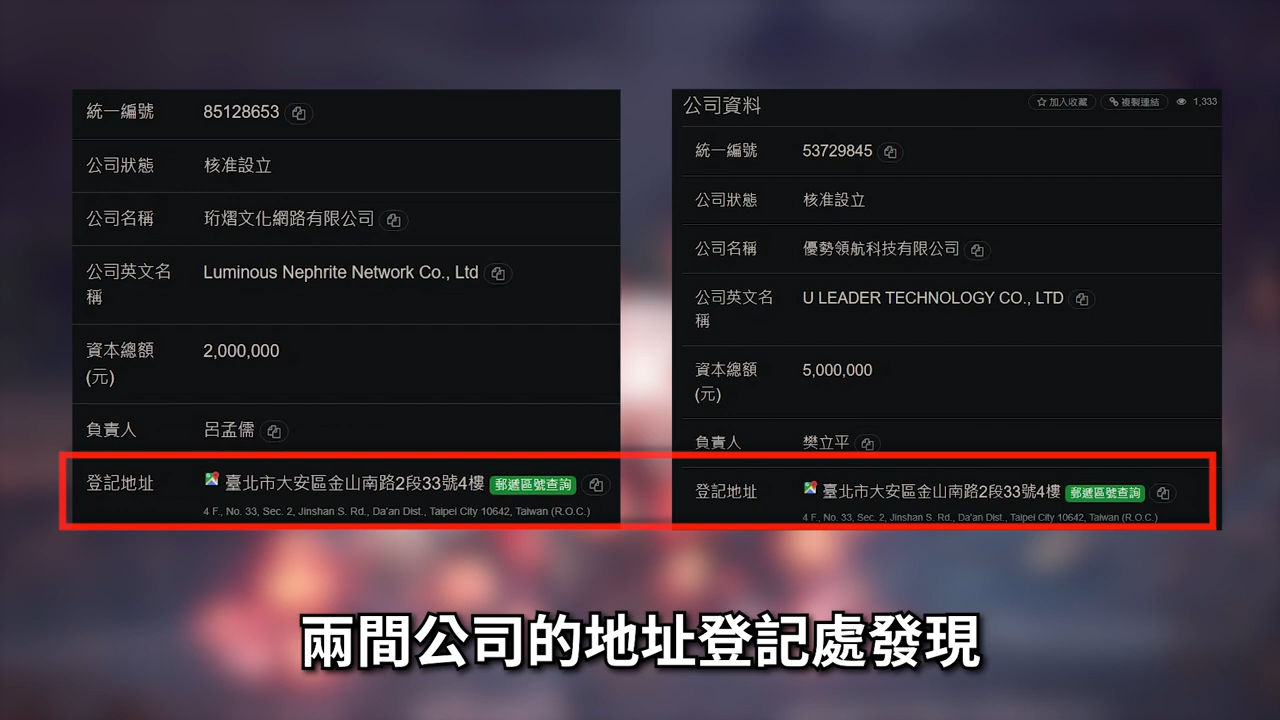 統一編號 85128653
公司狀態 核准設立
公司名稱 珩熠文化網路有限公司
公司英文名稱 Luminous Nephrite Network Co., Ltd
資本總額
(元) 2,000,000
負責人 呂孟儒
登記地址 臺北市大安區金山南路2段33號4樓 郵遞區號查詢
4 F., No. 33, Sec. 2, Jinshan S. Rd., Da'an Dist., Taipei City 10642, Taiwan (R.O.C.)
公司資料 加入收藏 複製連結 1,333
統一編號 53729845
公司狀態 核准設立
公司名稱 優勢領航科技有限公司
公司英文名稱 U LEADER TECHNOLOGY CO., LTD
資本總額
(元) 5,000,000
負責人 樊立平
登記地址 臺北市大安區金山南路2段33號4樓 郵遞區號查詢
4 F., No. 33, Sec. 2, Jinshan S. Rd., Da'an Dist., Taipei City 10642, Taiwan (R.O.C.)
兩間公司的地址登記處發現